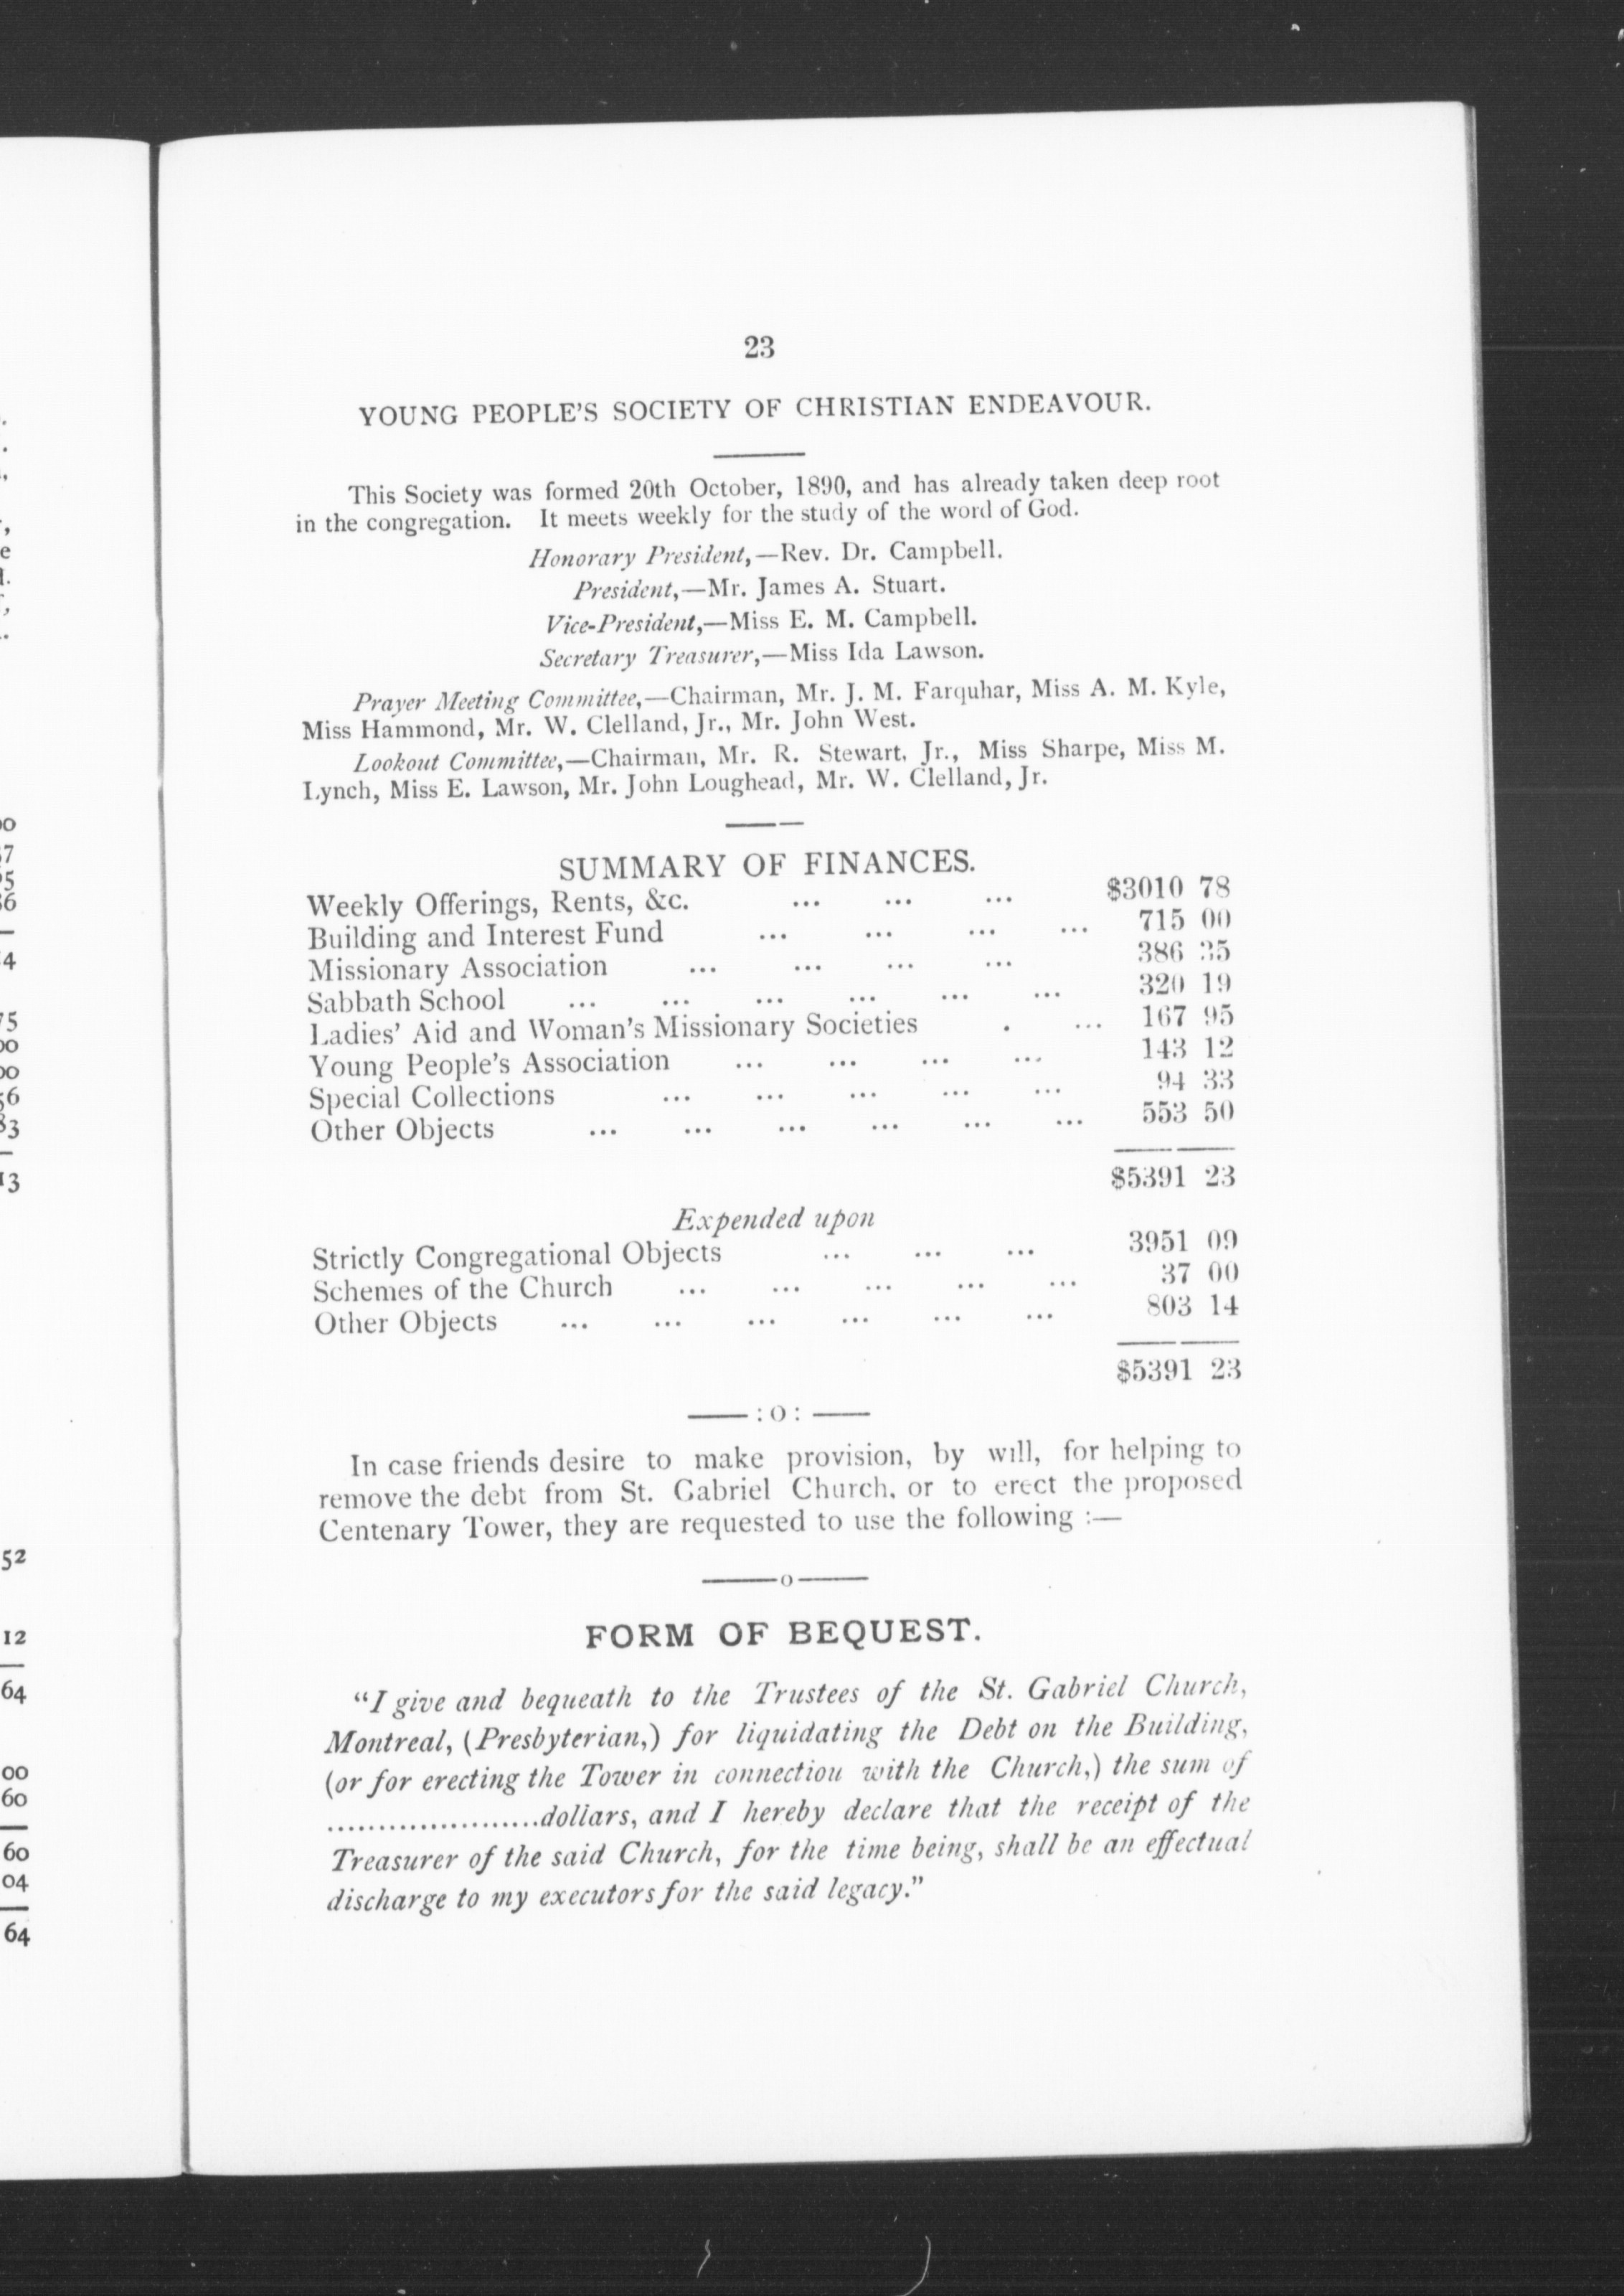 23
YOUNG PEOPLE'S SOCIETY OF CHRISTIAN ENDEAVOUR.
This Society was formed 20th October, 1890, and has already taken deep root
in the congregation. It meets weekly for the study of the word of God.
Honorary President,—Rev. Dr. Campbell.
President,—Mr. James A. Stuart.
Vice-President,—Miss E. M. Campbell.
Secretary Treasurer,—Miss Ida Lawson.
Prayer Meeting Committee,—Chairman, Mr. J. M. Farquhar, Miss A. M. Kyle,
Miss Hammond, Mr. W. Clelland, Jr., Mr. John West.
Lookout Committee,—Chairman, Mr. R. Stewart, Jr., Miss Sharpe, Miss M.
Lynch, Miss E. Lawson, Mr. John Loughead, Mr. W. Clelland, Jr.
SUMMARY OF FINANCES.
Weekly Offerings, Rents, &c. ... ... ... $3010 78
Building and Interest Fund ... ... ... ... 715 00
Missionary Association ... ... ... ... 386 35
Sabbath School ... ... ... ... ... ... 320 19
Ladies' Aid and Woman's Missionary Societies . ... 167 95
Young People's Association ... ... ... ... 143 12
Special Collections ... ... ... ... ... 94 33
Other Objects ... ... ... ... ... ... 553 50
$5391 23
Expended upon
Strictly Congregational Objects ... ... ... 3951 09
Schemes of the Church ... ... ... ... ... 37 00
Other Objects ... ... ... ... ... ... 803 14
$5391 23
—— : o : ——
In case friends desire to make provision, by will, for helping to
remove the debt from St. Gabriel Church, or to erect the proposed
Centenary Tower, they are requested to use the following :—
——o——
FORM OF BEQUEST.
"I give and bequeath to the Trustees of the St. Gabriel Church,
Montreal, (Presbyterian,) for liquidating the Debt on the Building,
(or for erecting the Tower in connectiou with the Church,) the sum of
.....................dollars, and I hereby declare that the receipt of the
Treasurer of the said Church, for the time being, shall be an effectual
discharge to my executors for the said legacy."